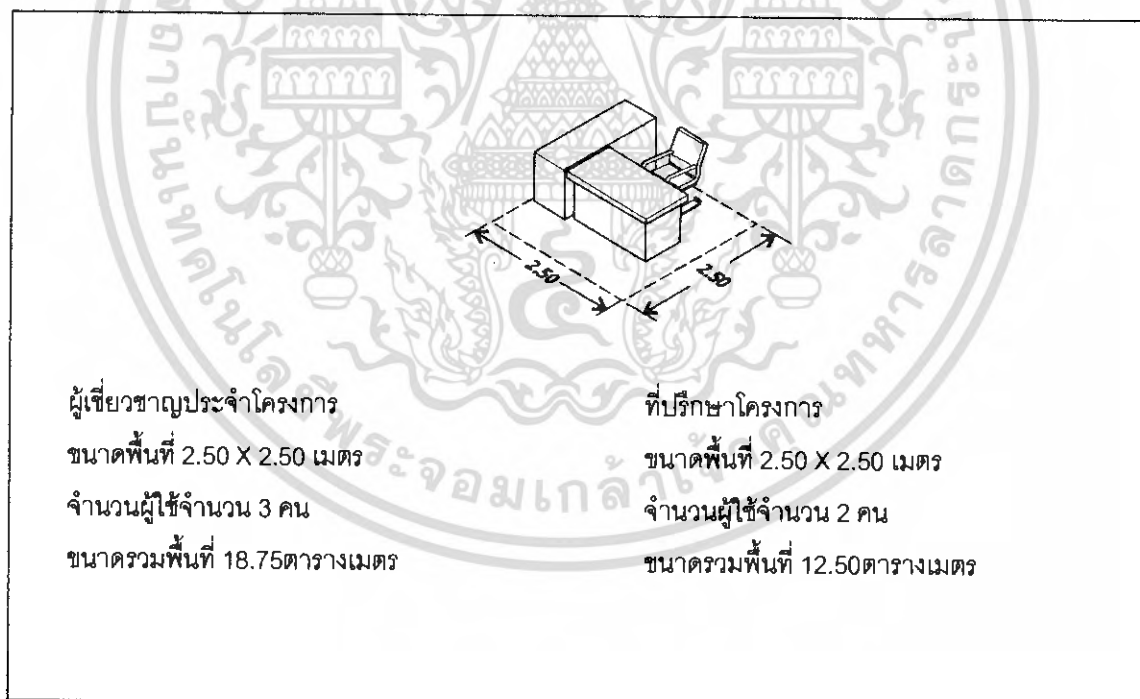 2.50
2.50
ผู้เชี่ยวชาญประจำโครงการ
ขนาดพื้นที่ 2.50 X 2.50 เมตร
จำนวนผู้ใช้จำนวน 3 คน
ขนาดรวมพื้นที่ 18.75ตารางเมตร
ที่ปรึกษาโครงการ
ขนาดพื้นที่ 2.50 X 2.50 เมตร
จำนวนผู้ใช้จำนวน 2 คน
ขนาดรวมพื้นที่ 12.50ตารางเมตร